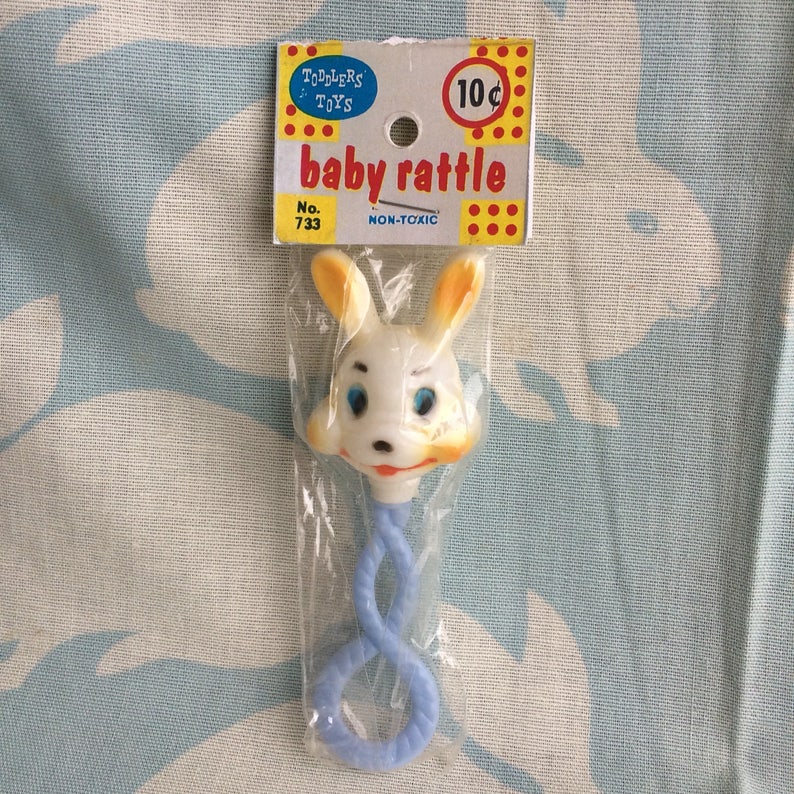 TODDLERS'
TOYS
10¢
baby rattle
No.
733
NON-TOXIC